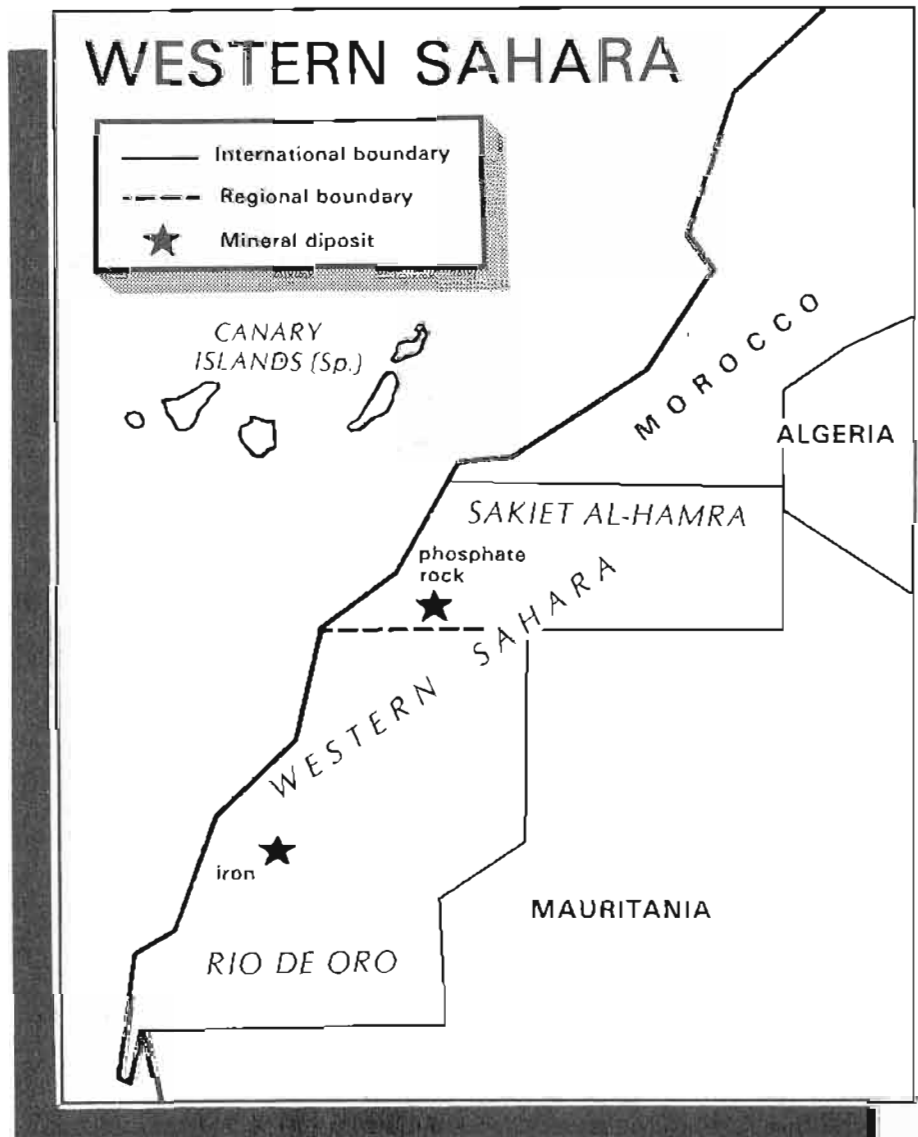 WESTERN SAHARA
International boundary
Regional boundary
Mineral diposit
CANARY
ISLANDS (Sp.)
MOROCCO
ALGERIA
SAKIET AL-HAMRA
phosphate
rock
WESTERN SAHARA
iron
MAURITANIA
RIO DE ORO